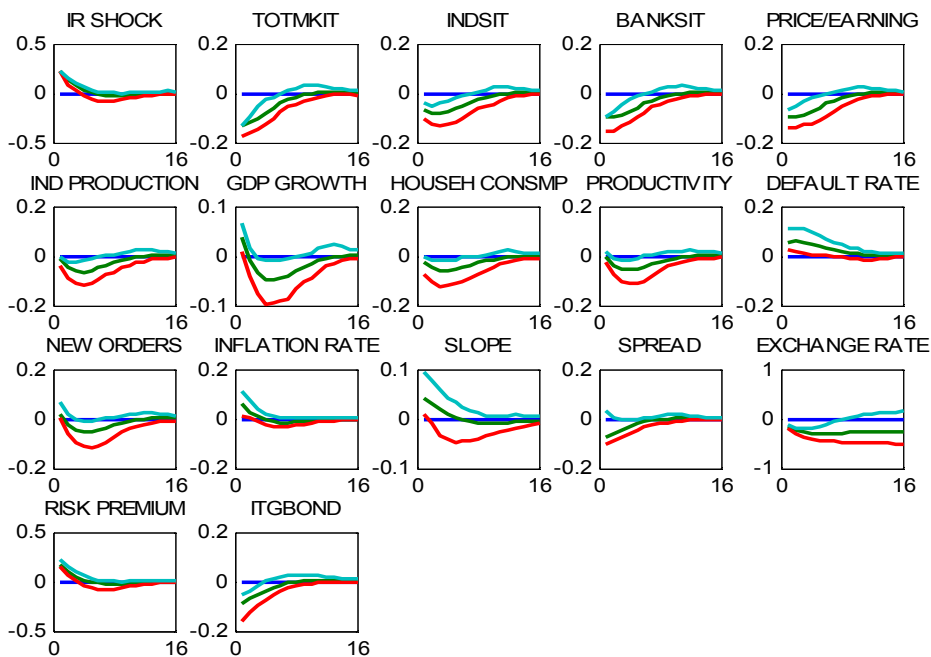 IR SHOCK TOTMKIT INDSIT BANKSIT PRICE/EARNING
0.5 0.2 0.2 0.2 0.2
0 0 0 0 0
-0.5 -0.2 -0.2 -0.2 -0.2
0 16 0 16 0 16 0 16 0 16
IND PRODUCTION GDP GROWTH HOUSEH CONSMP PRODUCTIVITY DEFAULT RATE
0.2 0.1 0.2 0.2 0.2
0 0 0 0 0
-0.2 -0.1 -0.2 -0.2 -0.2
0 16 0 16 0 16 0 16 0 16
NEW ORDERS INFLATION RATE SLOPE SPREAD EXCHANGE RATE
0.2 0.2 0.1 0.2 1
0 0 0 0 0
-0.2 -0.2 -0.1 -0.2 -1
0 16 0 16 0 16 0 16 0 16
RISK PREMIUM ITGBOND
0.5 0.2
0 0
-0.5 -0.2
0 16 0 16